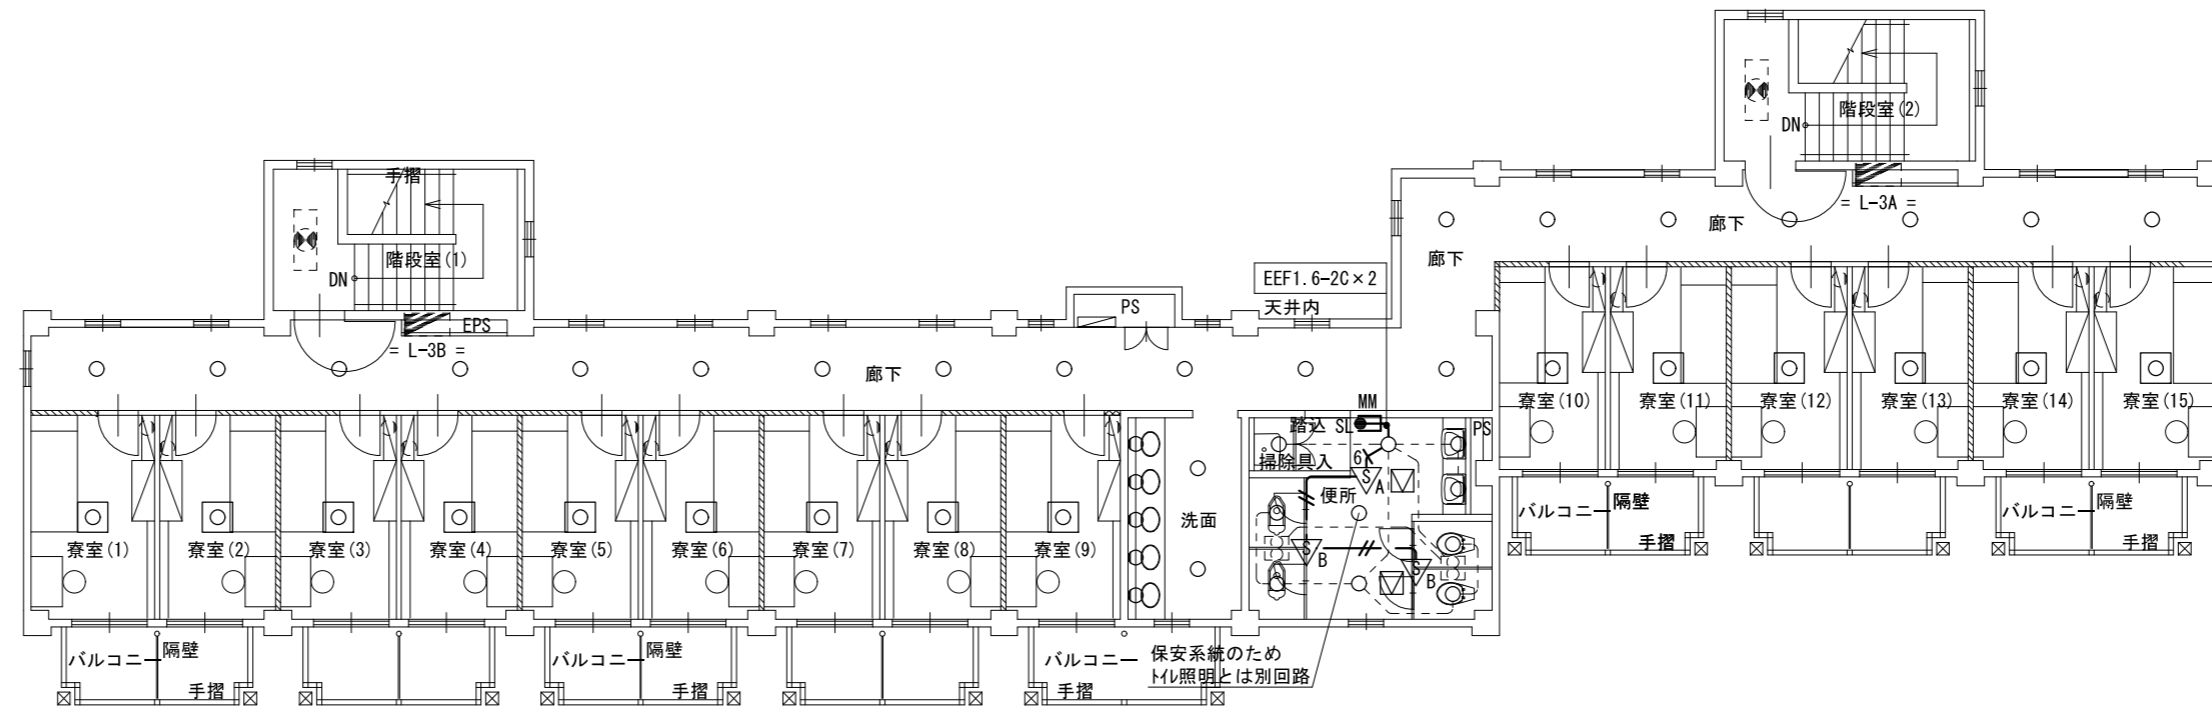 階段室(2)
DN
= L-3A =
手摺
階段室(1)
DN
EPS
= L-3B =
PS
EEF1.6-2C×2
天井内
廊下
廊下
廊下
MM
踏込 SL
PS
掃除具入
6
S
A
便所
S
B
S
B
洗面
寮室(1)
寮室(2)
寮室(3)
寮室(4)
寮室(5)
寮室(6)
寮室(7)
寮室(8)
寮室(9)
寮室(10)
寮室(11)
寮室(12)
寮室(13)
寮室(14)
寮室(15)
バルコニー
隔壁
手摺
バルコニー
隔壁
手摺
バルコニー
隔壁
手摺
バルコニー
隔壁
手摺
バルコニー
手摺
保安系統のため
ﾄｲﾚ照明とは別回路